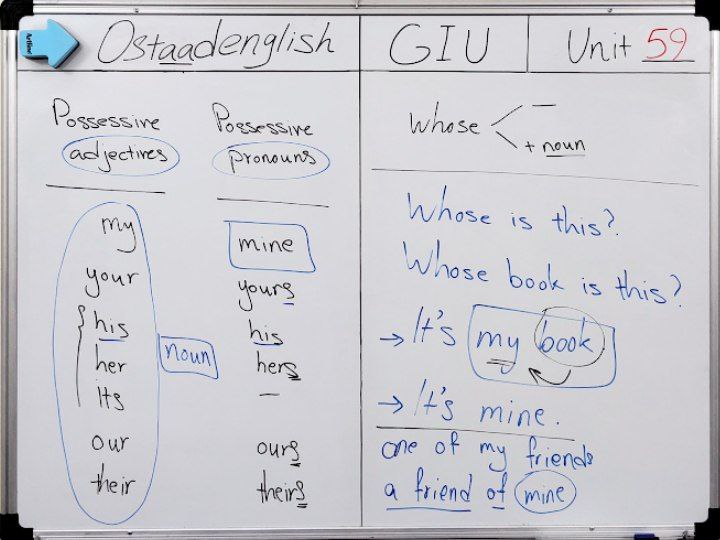 Artline
Ostaadenglish
GIU
Unit 59
Possessive
adjectives
Possessive
pronouns
my
mine
your
yours
his
his
noun
her
hers
Its
—
our
ours
their
theirs
Whose
—
+ noun
Whose is this?
Whose book is this?
→ It's my book
→ It's mine.
one of my friends
a friend of mine